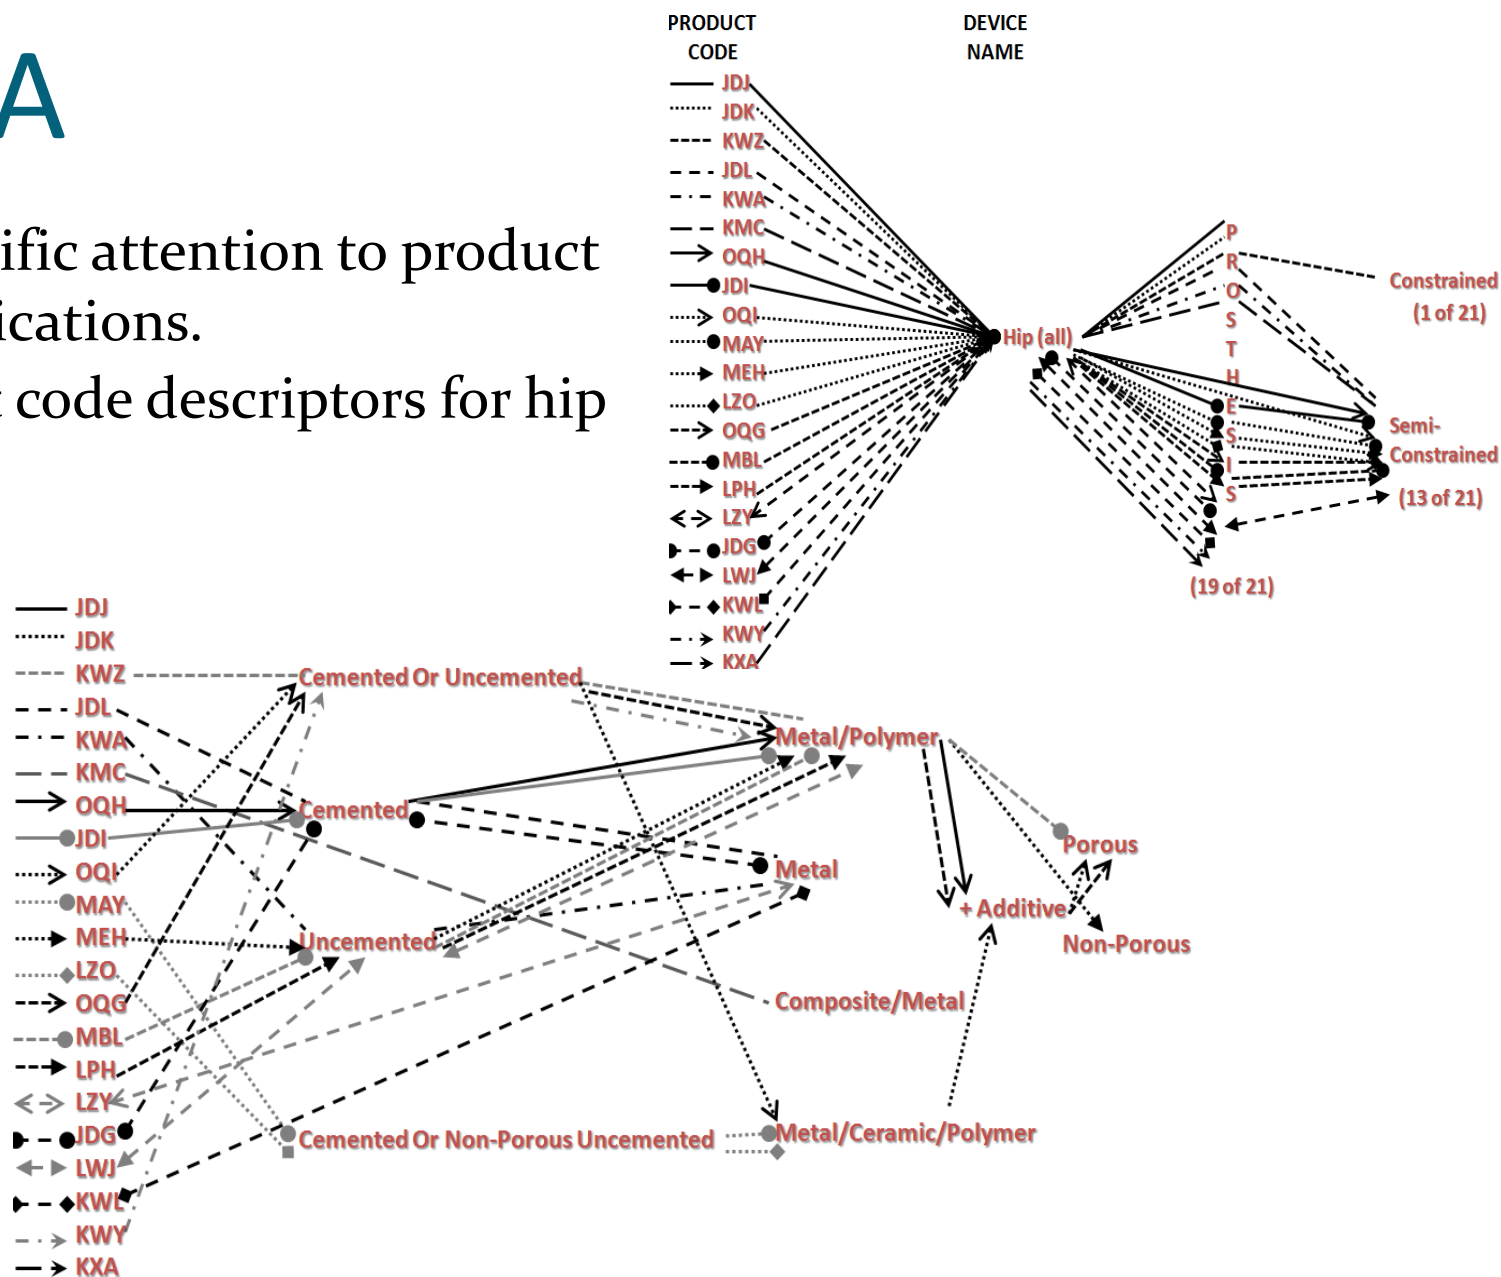 A
ific attention to product
ications.
t code descriptors for hip
PRODUCT
CODE
DEVICE
NAME
JDJ
JDK
KWZ
JDL
KWA
KMC
OQH
JDI
OQI
MAY
MEH
LZO
OQG
MBL
LPH
LZY
JDG
LWJ
KWL
KWY
KXA
Hip (all)
P
R
O
S
T
H
E
S
I
S
(19 of 21)
Constrained
(1 of 21)
Semi-
Constrained
(13 of 21)
JDJ
JDK
KWZ
JDL
KWA
KMC
OQH
JDI
OQI
MAY
MEH
LZO
OQG
MBL
LPH
LZY
JDG
LWJ
KWL
KWY
KXA
Cemented Or Uncemented
Cemented
Uncemented
Cemented Or Non-Porous Uncemented
Metal/Polymer
Metal
Composite/Metal
Metal/Ceramic/Polymer
+ Additive
Porous
Non-Porous